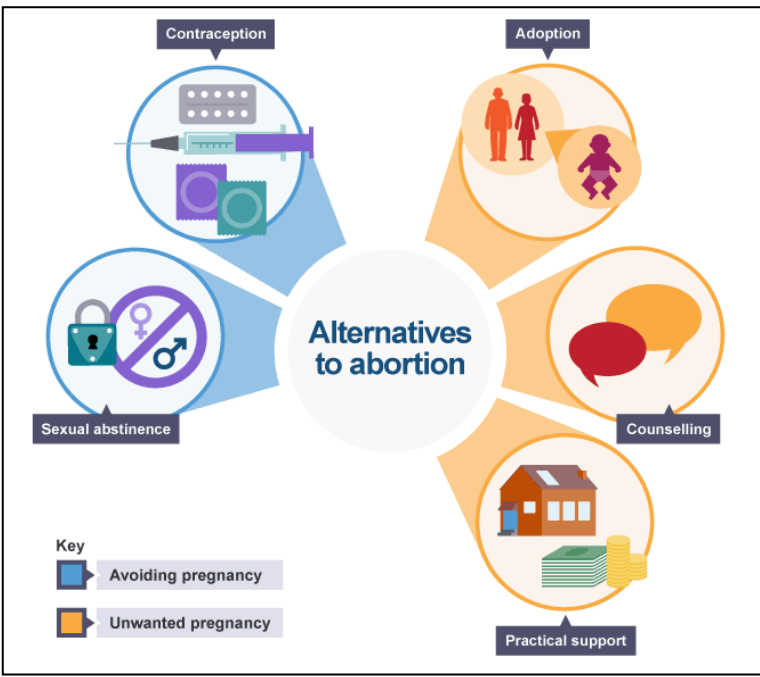 Contraception
Adoption
Alternatives
to abortion
Sexual abstinence
Counselling
Key
Avoiding pregnancy
Unwanted pregnancy
Practical support